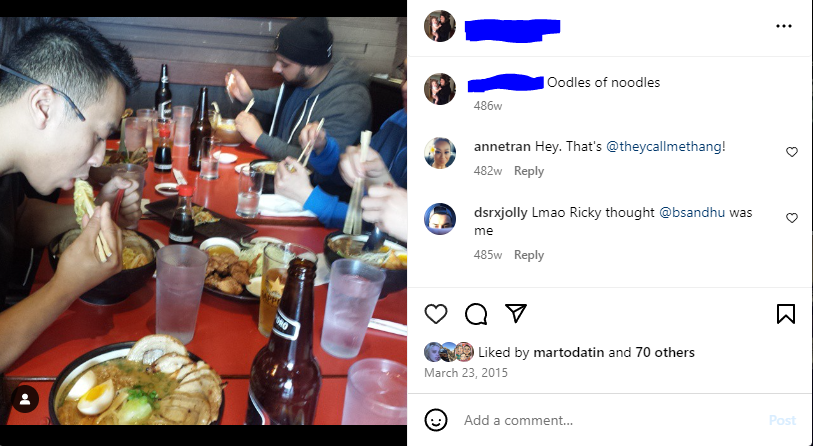 Oodles of noodles
486w
annetran Hey. That's @theycallmethang!
482w Reply
dsrxjolly Lmao Ricky thought @bsandhu was
me
485w Reply
Liked by martodatin and 70 others
March 23, 2015
Add a comment...
Post